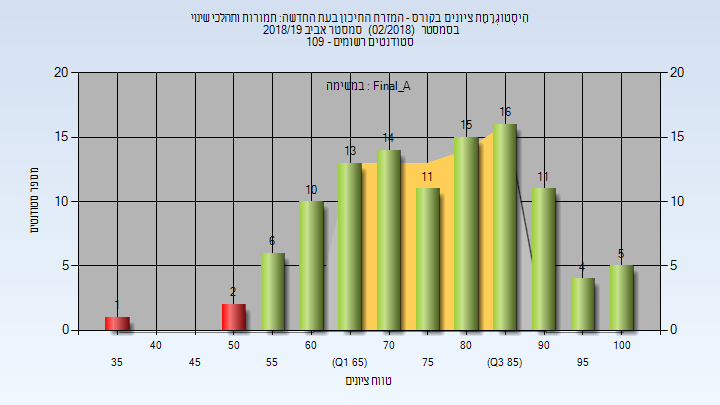 היסטוגרמת ציונים בקורס - המזרח התיכון בעת החדשה: תמורות ותהלכי שינוי
בסמסטר (02/2018) סמסטר אביב 2018/19
סטודנטים רשומים - 109
במשימה : Final_A
מספר סטודנטים
20 15 10 5 0
20 15 10 5 0
1 2 6 10 13 14 11 15 16 11 4 5
40 50 60 70 80 90 100
35 45 55 (Q1 65) 75 (Q3 85) 95
טווח ציונים